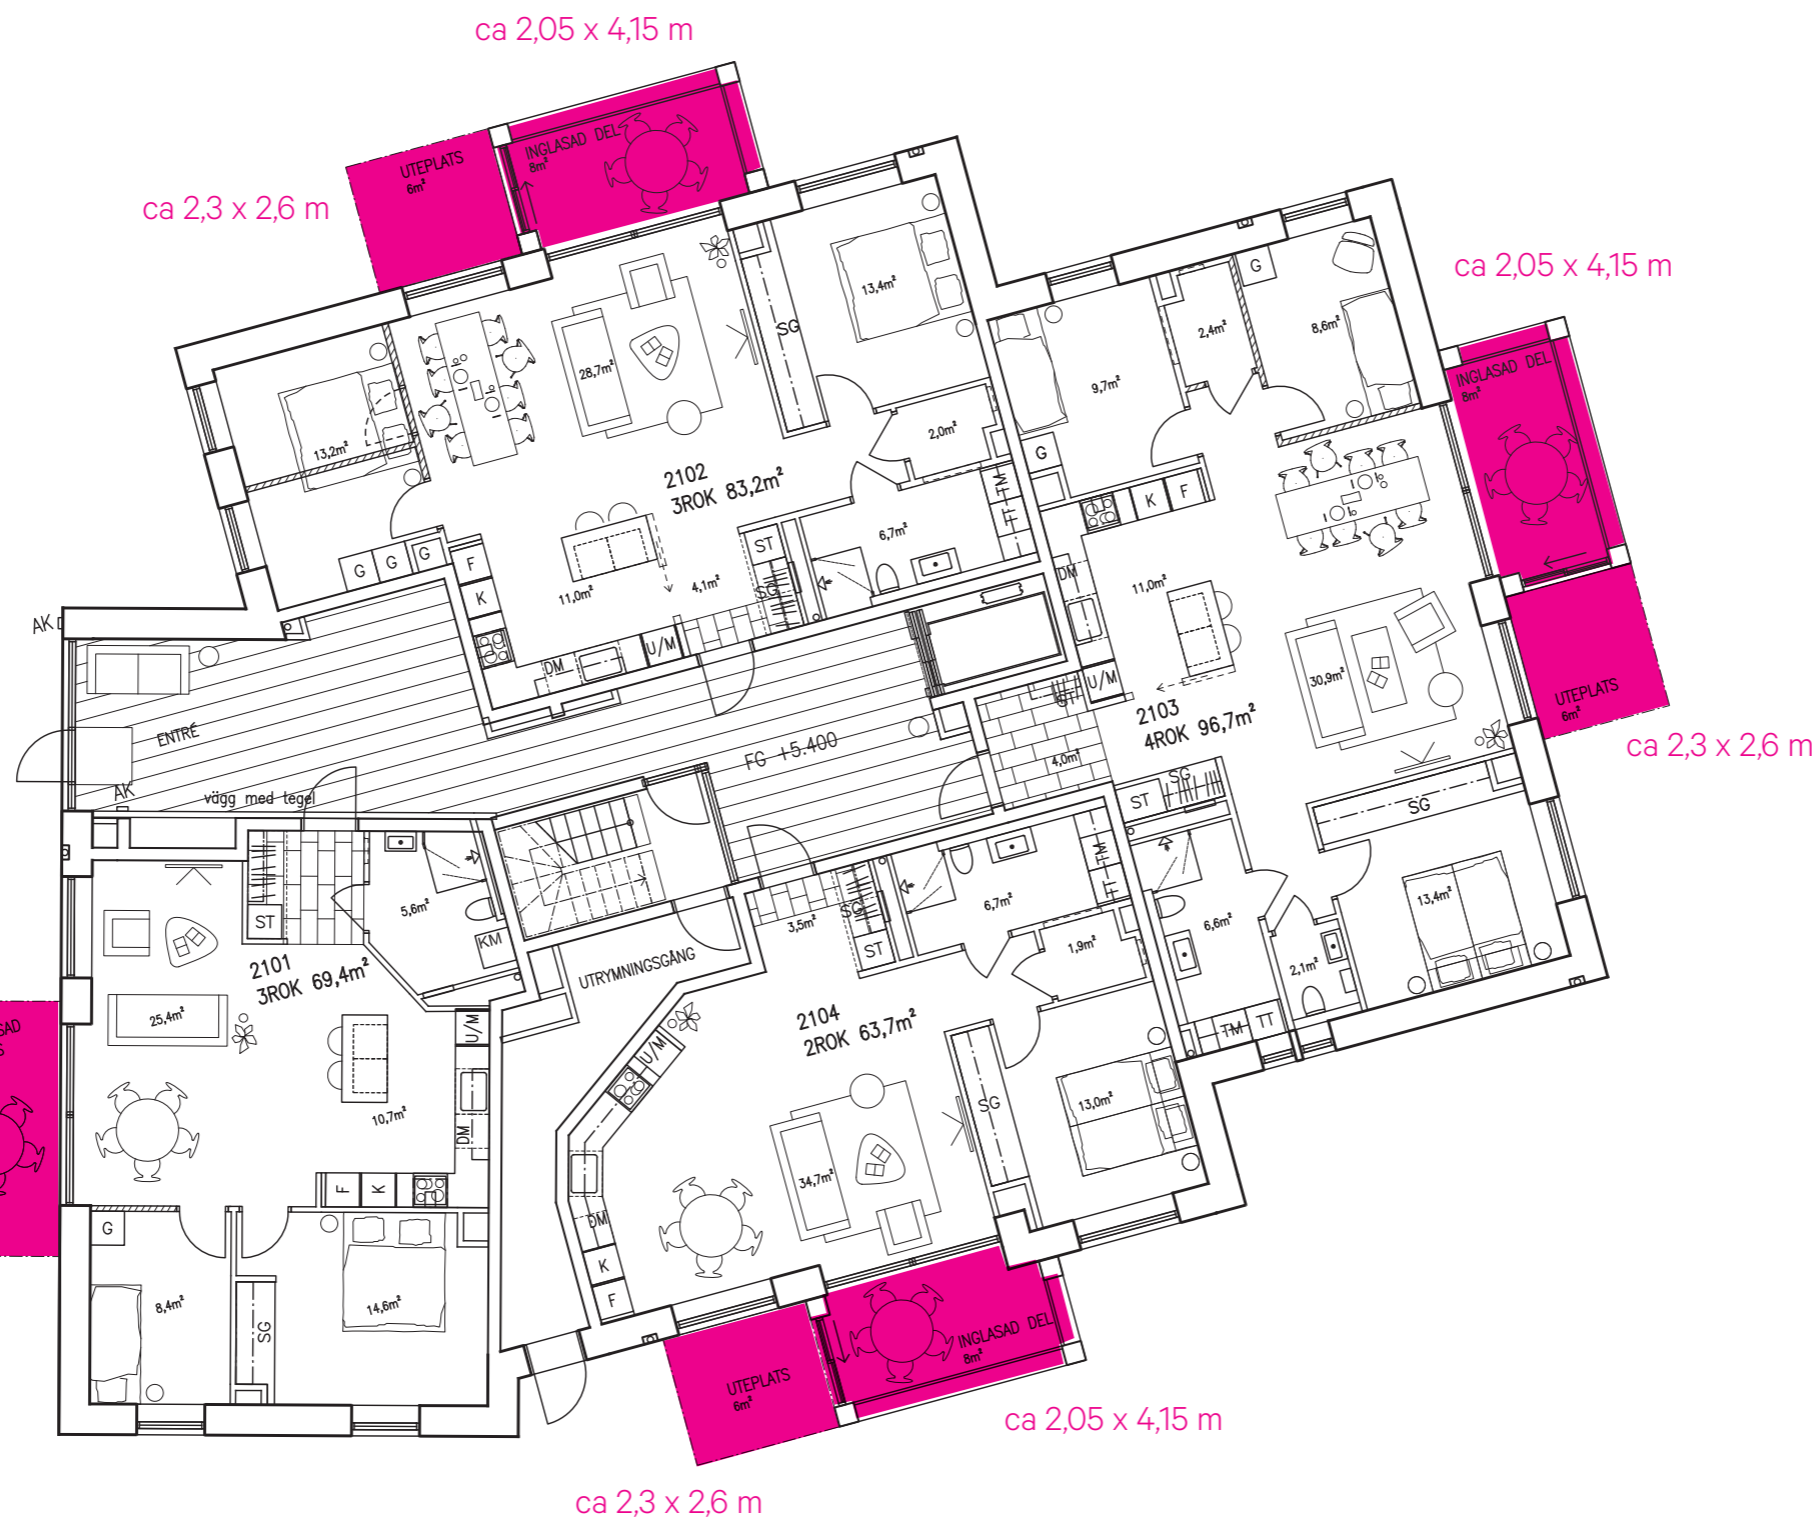 ca 2,05 x 4,15 m
UTEPLATS
6m²
INGLASAD DEL
8m²
ca 2,3 x 2,6 m
13,4m²
SG
28,7m²
13,2m²
2,0m²
2102
3ROK 83,2m²
6,7m²
TM
TT
ST
SG
4,1m²
11,0m²
G
G
G
F
K
DM
U/M
ca 2,05 x 4,15 m
G
2,4m²
8,6m²
9,7m²
G
K
F
INGLASAD DEL
8m²
DM
11,0m²
U/M
ST
30,9m²
UTEPLATS
6m²
ca 2,3 x 2,6 m
2103
4ROK 96,7m²
4,0m²
ST
SG
SG
13,4m²
6,6m²
2,1m²
TM
TT
AK
ENTRÉ
AK
vägg med tegel
FG +5.400
ST
5,6m²
KM
2101
3ROK 69,4m²
25,4m²
U/M
10,7m²
DM
F
K
G
8,4m²
SG
14,6m²
UTRYMNINGSGÅNG
3,5m²
SG
ST
6,7m²
TM
TT
1,9m²
2104
2ROK 63,7m²
U/M
SG
13,0m²
34,7m²
DM
K
F
UTEPLATS
6m²
INGLASAD DEL
8m²
ca 2,05 x 4,15 m
ca 2,3 x 2,6 m